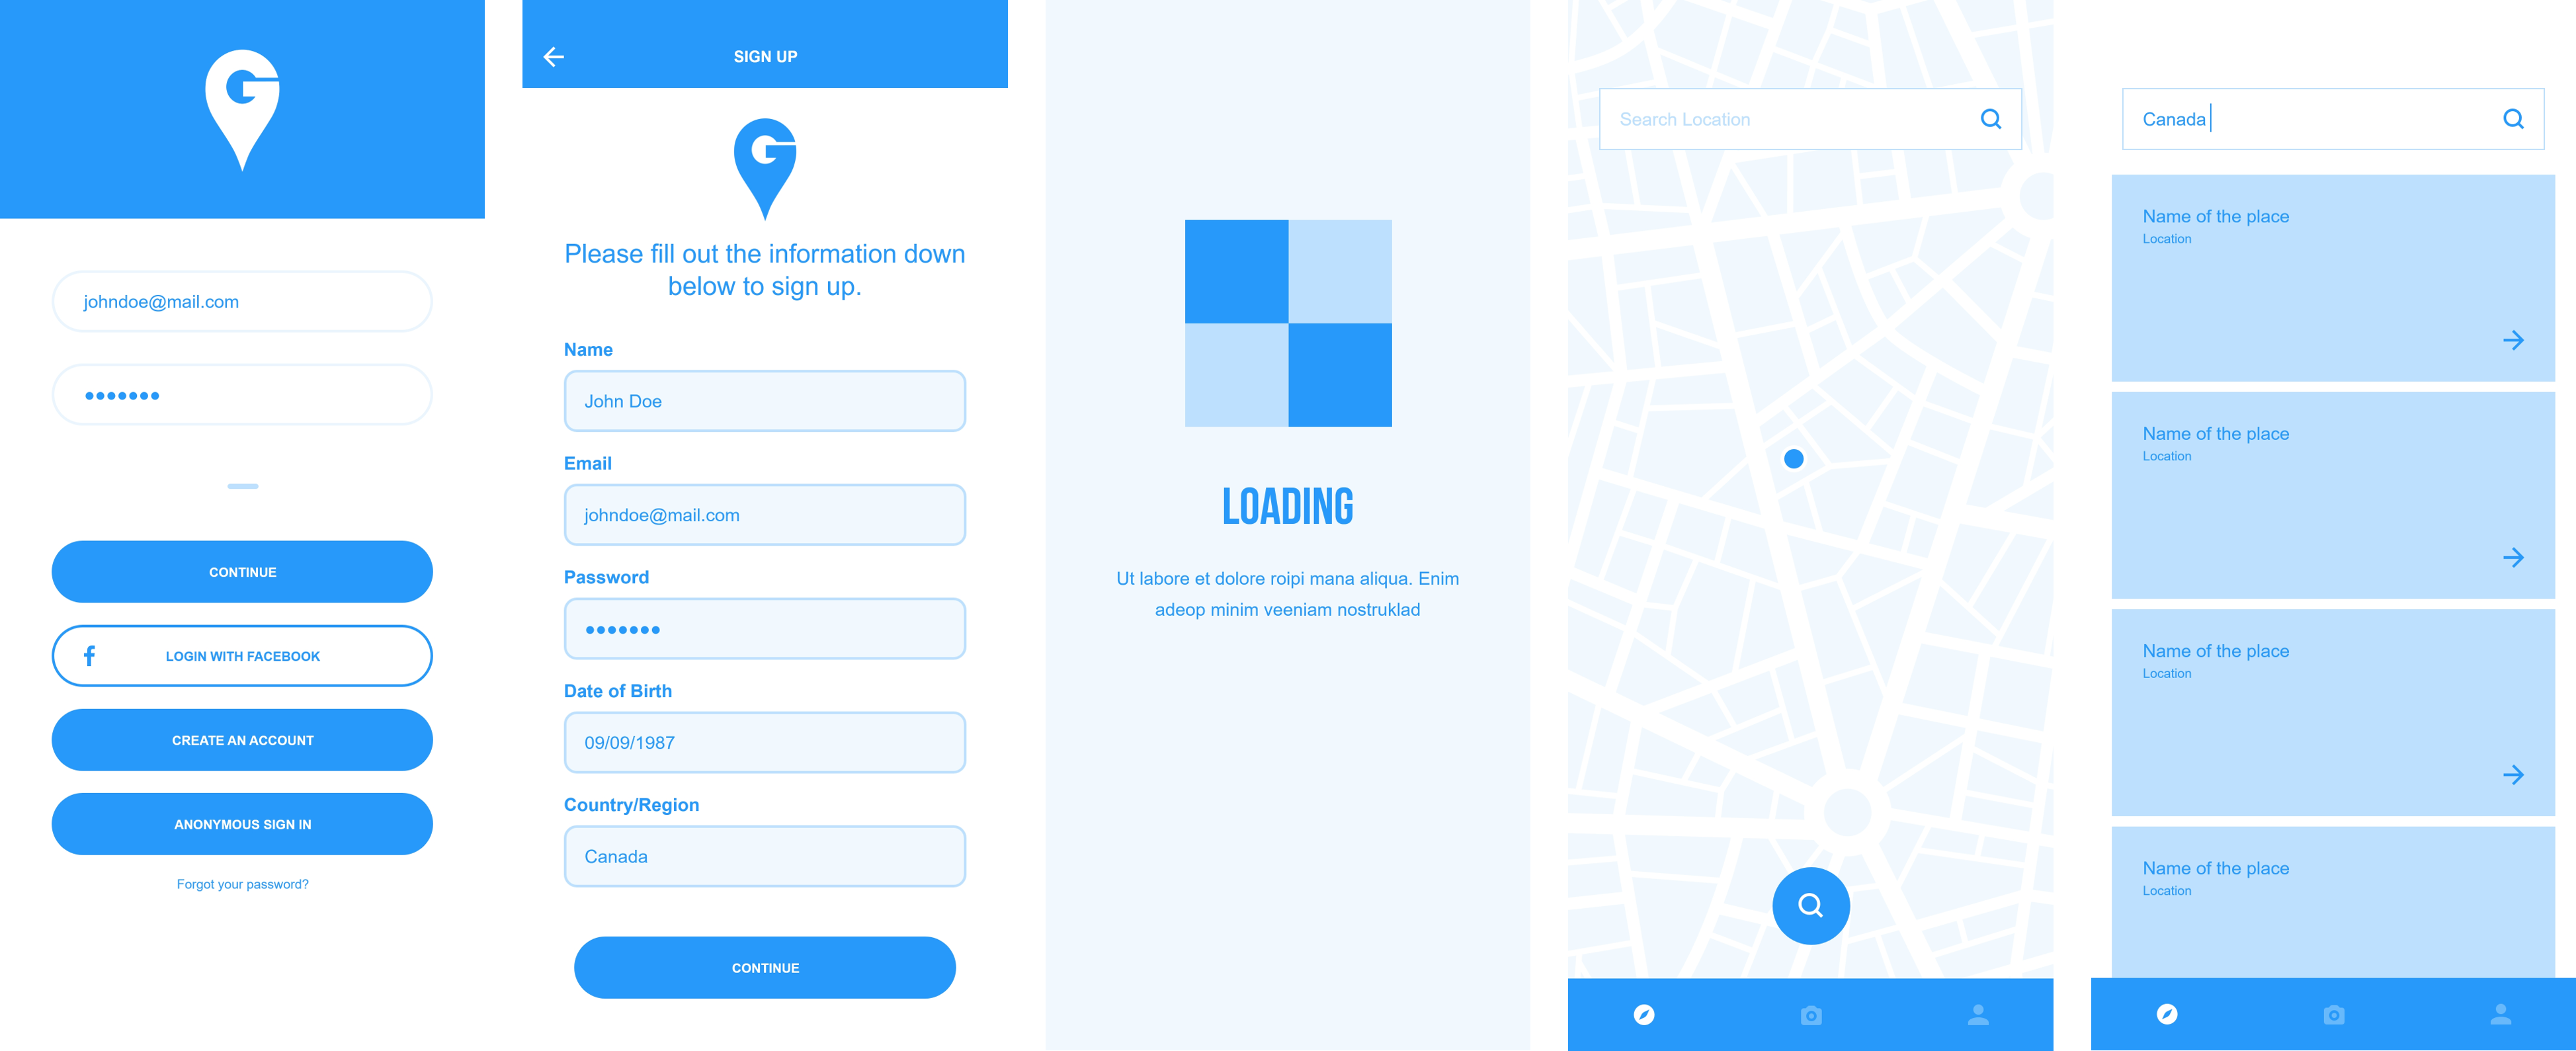 G
johndoe@mail.com
•••••••
CONTINUE
LOGIN WITH FACEBOOK
CREATE AN ACCOUNT
ANONYMOUS SIGN IN
Forgot your password?
SIGN UP
G
Please fill out the information down
below to sign up.
Name
John Doe
Email
johndoe@mail.com
Password
•••••••
Date of Birth
09/09/1987
Country/Region
Canada
CONTINUE
LOADING
Ut labore et dolore roipi mana aliqua. Enim
adeop minim veeniam nostruklad
Search Location
Canada
Name of the place
Location
Name of the place
Location
Name of the place
Location
Name of the place
Location